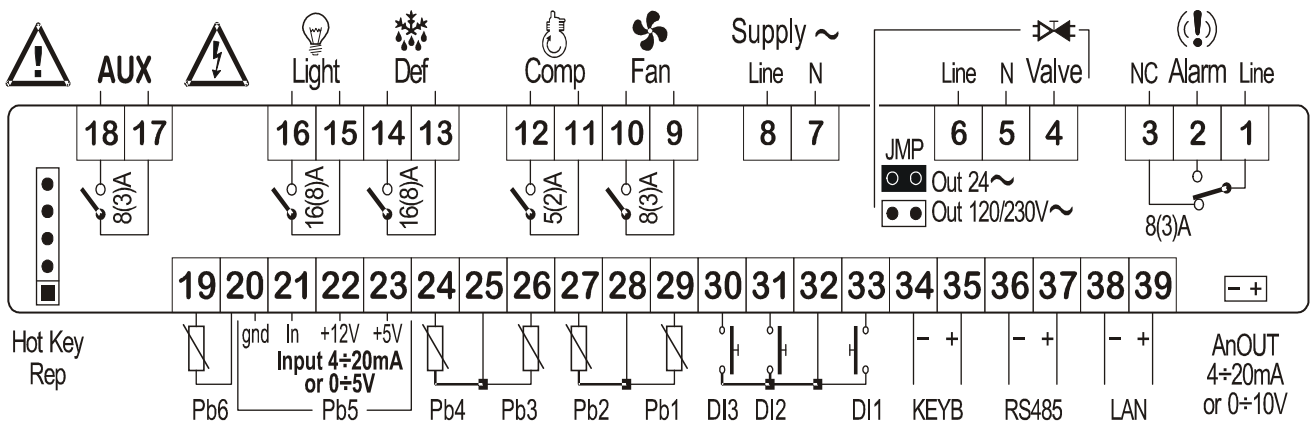 AUX Light Def Comp Fan Supply ~ Line N Line N Valve NC Alarm Line
18 17 16 15 14 13 12 11 10 9 8 7 6 5 4 3 2 1
8(3)A 16(8)A 16(8)A 5(2)A 8(3)A
JMP
Out 24~
Out 120/230V~
8(3)A
19 20 21 22 23 24 25 26 27 28 29 30 31 32 33 34 35 36 37 38 39 - +
gnd In +12V +5V - + - + - +
Input 4÷20mA
or 0÷5V
Hot Key
Rep
Pb6 Pb5 Pb4 Pb3 Pb2 Pb1 DI3 DI2 DI1 KEYB RS485 LAN
AnOUT
4÷20mA
or 0÷10V